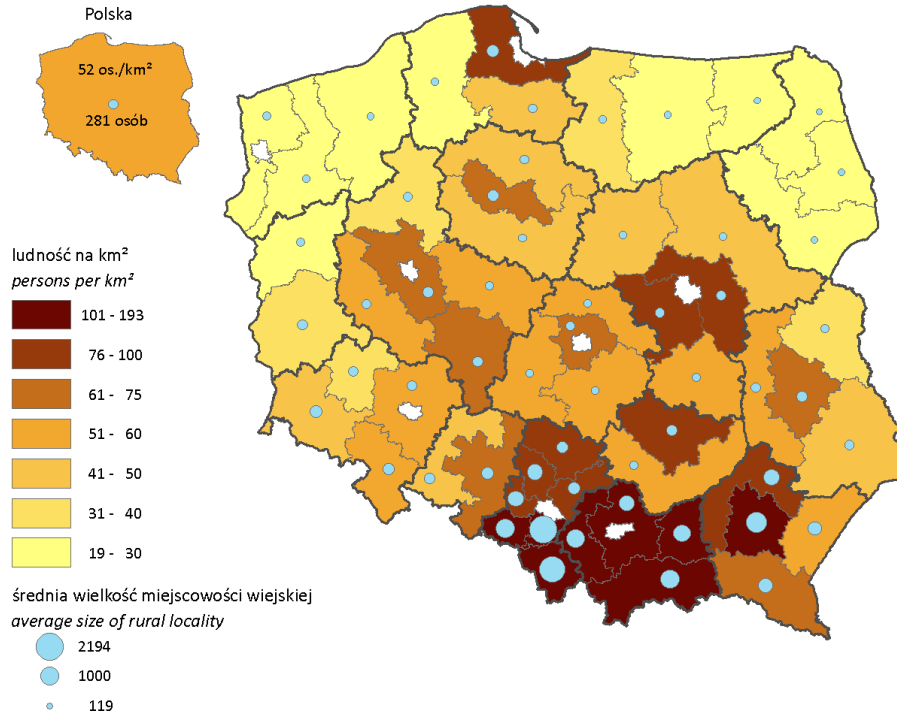 Polska
52 os./km²
281 osób
ludność na km²
persons per km²
101 - 193
76 - 100
61 - 75
51 - 60
41 - 50
31 - 40
19 - 30
średnia wielkość miejscowości wiejskiej
average size of rural locality
2194
1000
119